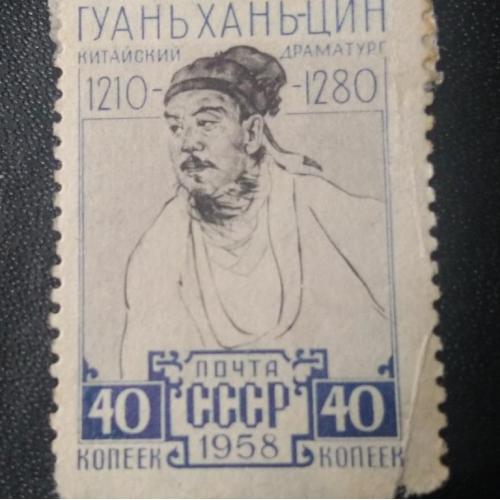 ГУАНЬ ХАНЬ-ЦИН
КИТАЙСКИЙ ДРАМАТУРГ
1210- -1280
ПОЧТА
40 СССР 40
КОПЕЕК 1958 КОПЕЕК